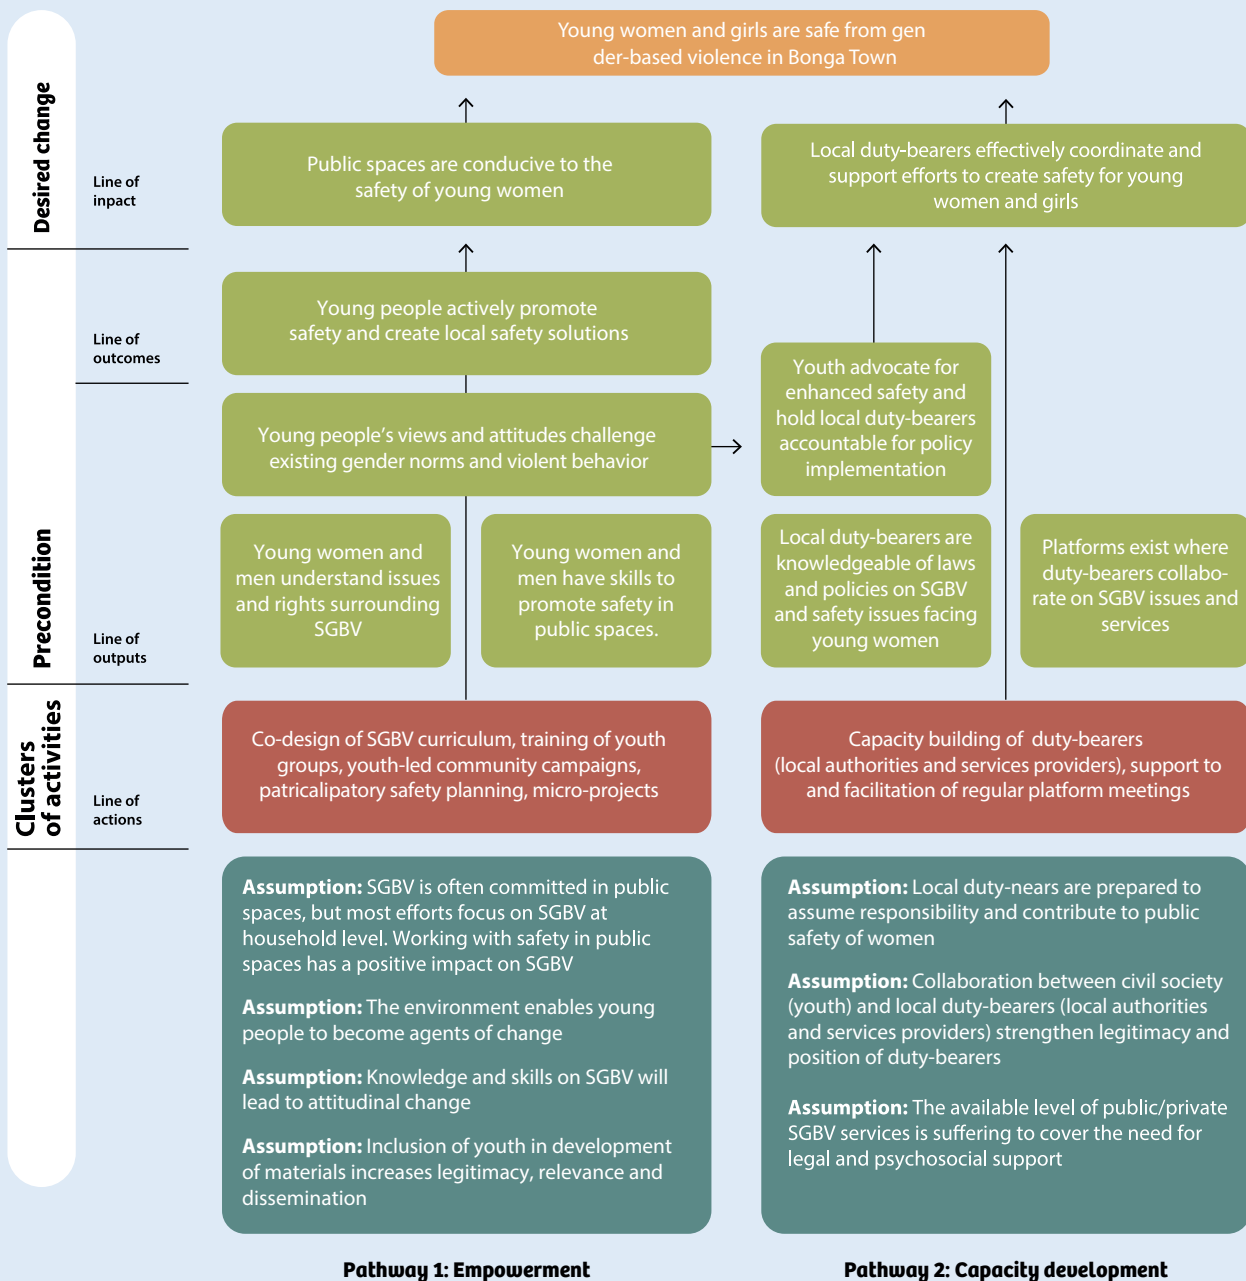 Young women and girls are safe from gen
der-based violence in Bonga Town
Desired change
Line of
inpact
Public spaces are conducive to the
safety of young women
Local duty-bearers effectively coordinate and
support efforts to create safety for young
women and girls
Precondition
Line of
outcomes
Young people actively promote
safety and create local safety solutions
Young people's views and attitudes challenge
existing gender norms and violent behavior
Youth advocate for
enhanced safety and
hold local duty-bearers
accountable for policy
implementation
Line of
outputs
Young women and
men understand issues
and rights surrounding
SGBV
Young women and
men have skills to
promote safety in
public spaces.
Local duty-bearers are
knowledgeable of laws
and policies on SGBV
and safety issues facing
young women
Platforms exist where
duty-bearers collabo-
rate on SGBV issues and
services
Clusters
of activities
Line of
actions
Co-design of SGBV curriculum, training of youth
groups, youth-led community campaigns,
patricalipatory safety planning, micro-projects
Capacity building of duty-bearers
(local authorities and services providers), support to
and facilitation of regular platform meetings
Assumption: SGBV is often committed in public
spaces, but most efforts focus on SGBV at
household level. Working with safety in public
spaces has a positive impact on SGBV
Assumption: The environment enables young
people to become agents of change
Assumption: Knowledge and skills on SGBV will
lead to attitudinal change
Assumption: Inclusion of youth in development
of materials increases legitimacy, relevance and
dissemination
Assumption: Local duty-nears are prepared to
assume responsibility and contribute to public
safety of women
Assumption: Collaboration between civil society
(youth) and local duty-bearers (local authorities
and services providers) strengthen legitimacy and
position of duty-bearers
Assumption: The available level of public/private
SGBV services is suffering to cover the need for
legal and psychosocial support
Pathway 1: Empowerment
Pathway 2: Capacity development